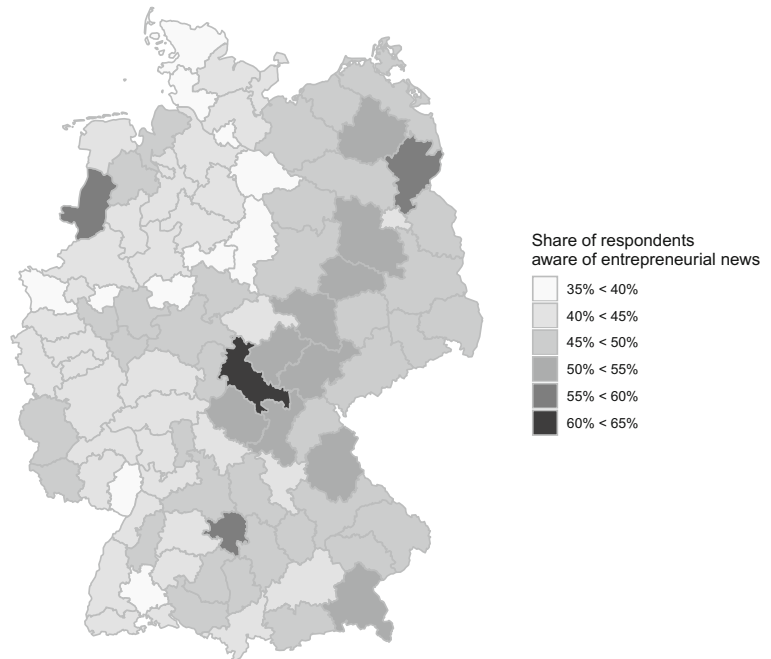 Share of respondents
aware of entrepreneurial news
35% < 40%
40% < 45%
45% < 50%
50% < 55%
55% < 60%
60% < 65%